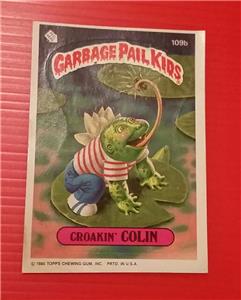 109b
GARBAGE PAIL KIDS
CROAKIN' COLIN
© 1986 TOPPS CHEWING GUM, INC. PRTD. IN U.S.A.